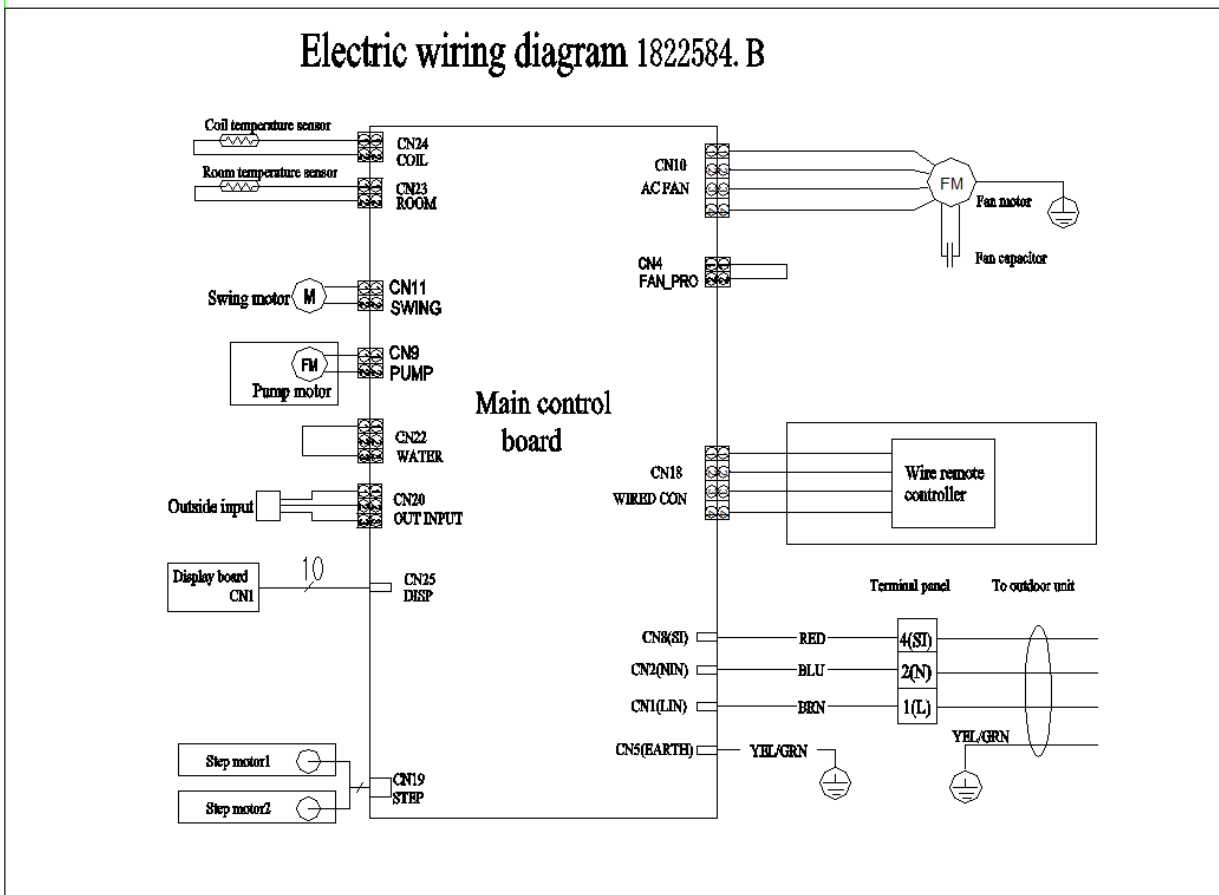 Electric wiring diagram 1822584. B
Coil temperature sensor
CN24
COIL
Room temperature sensor
CN23
ROOM
Swing motor
M
CN11
SWING
FM
Pump motor
CN9
PUMP
CN22
WATER
Outside input
CN20
OUT INPUT
Display board
CN1
10
CN25
DISP
Step motor1
Step motor2
CN19
STEP
Main control
board
CN10
AC FAN
FM
Fan motor
Fan capacitor
CN4
FAN_PRO
CN18
WIRED CON
Wire remote
controller
Terminal panel
To outdoor unit
CN8(SI)
RED
4(SI)
CN2(NIN)
BLU
2(N)
CN1(LIN)
BRN
1(L)
CN5(EARTH)
YEL/GRN
YEL/GRN